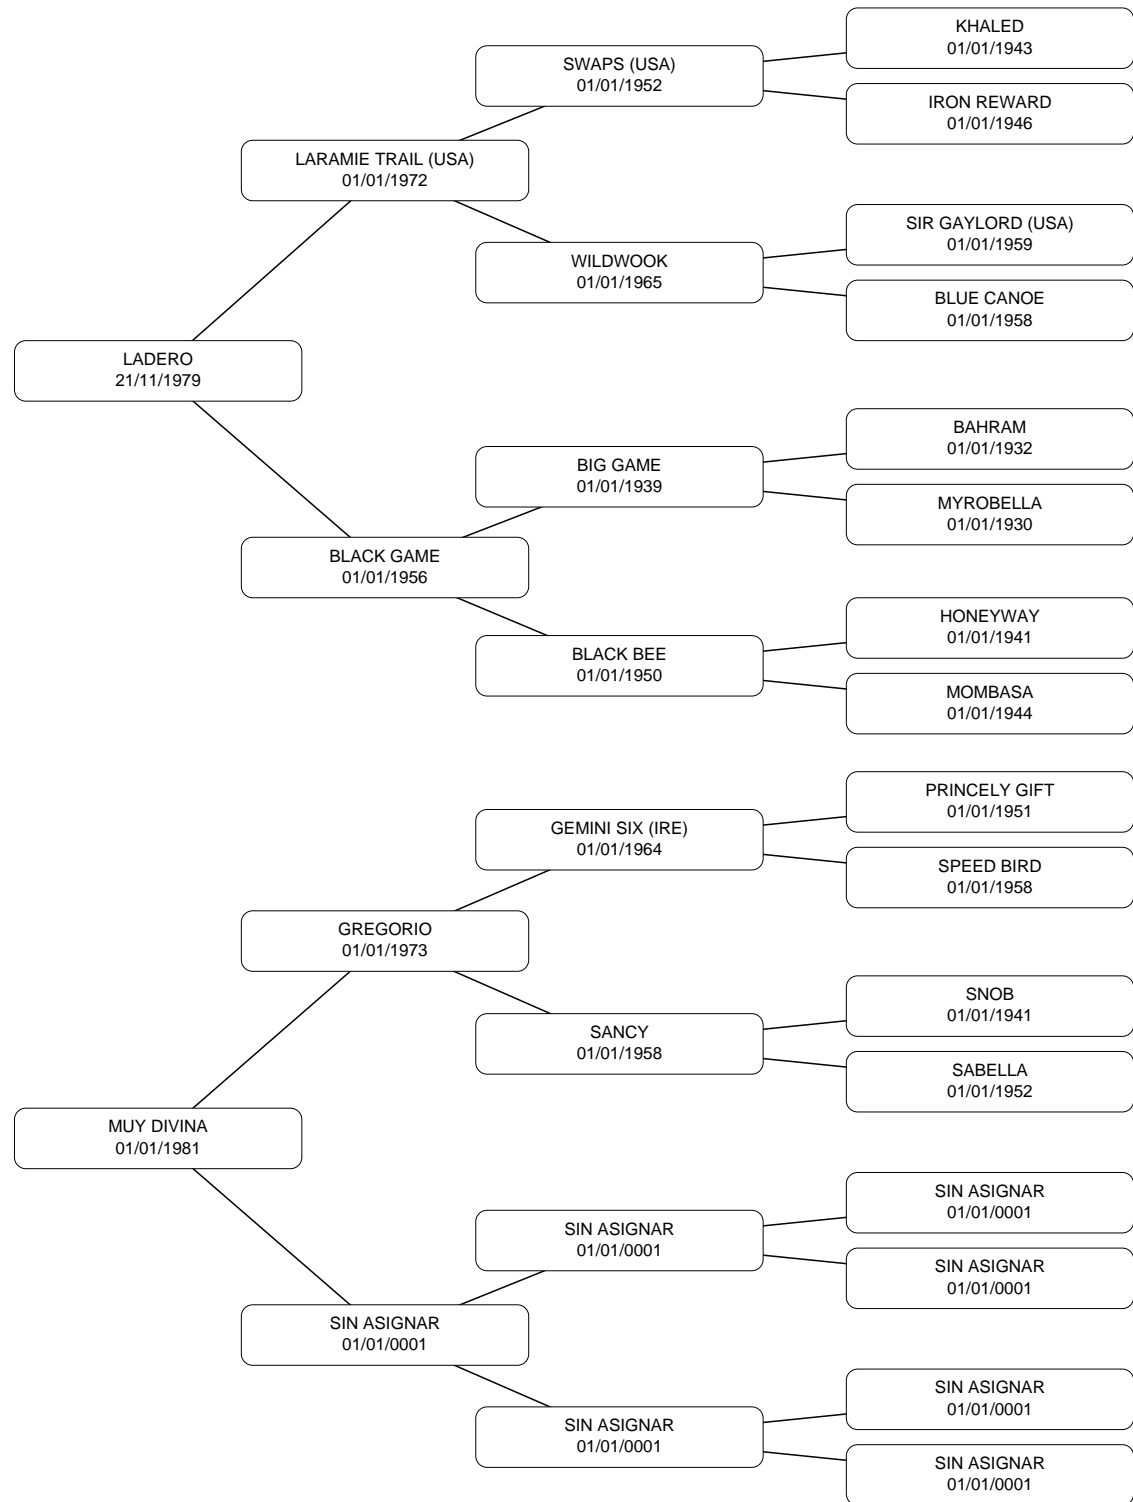 KHALED
01/01/1943
SWAPS (USA)
01/01/1952
IRON REWARD
01/01/1946
LARAMIE TRAIL (USA)
01/01/1972
SIR GAYLORD (USA)
01/01/1959
WILDWOOK
01/01/1965
BLUE CANOE
01/01/1958
LADERO
21/11/1979
BAHRAM
01/01/1932
BIG GAME
01/01/1939
MYROBELLA
01/01/1930
BLACK GAME
01/01/1956
HONEYWAY
01/01/1941
BLACK BEE
01/01/1950
MOMBASA
01/01/1944
PRINCELY GIFT
01/01/1951
GEMINI SIX (IRE)
01/01/1964
SPEED BIRD
01/01/1958
GREGORIO
01/01/1973
SNOB
01/01/1941
SANCY
01/01/1958
SABELLA
01/01/1952
MUY DIVINA
01/01/1981
SIN ASIGNAR
01/01/0001
SIN ASIGNAR
01/01/0001
SIN ASIGNAR
01/01/0001
SIN ASIGNAR
01/01/0001
SIN ASIGNAR
01/01/0001
SIN ASIGNAR
01/01/0001
SIN ASIGNAR
01/01/0001